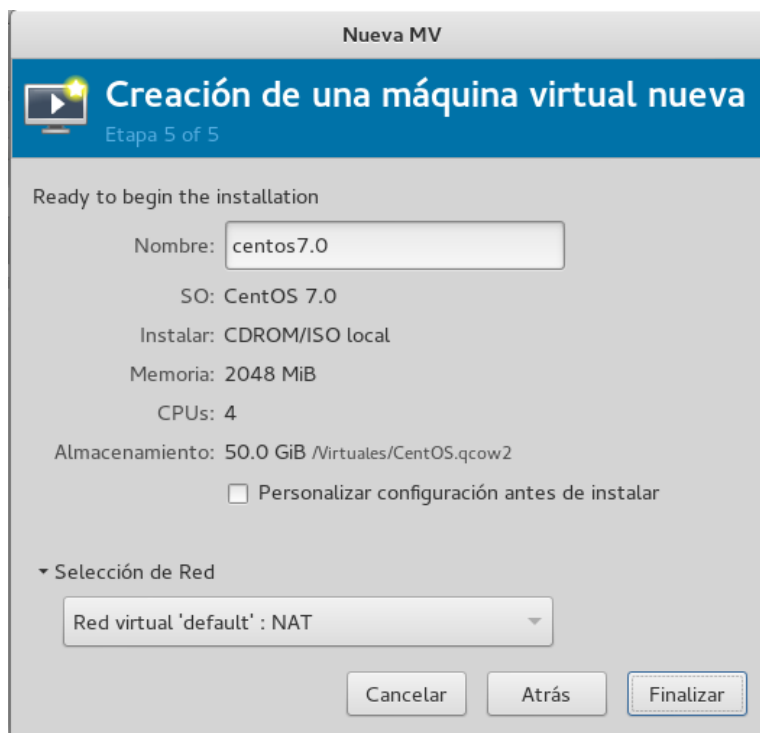 Nueva MV
Creación de una máquina virtual nueva
Etapa 5 of 5
Ready to begin the installation
Nombre: centos7.0
SO: CentOS 7.0
Instalar: CDROM/ISO local
Memoria: 2048 MiB
CPUs: 4
Almacenamiento: 50.0 GiB /Virtuales/CentOS.qcow2
Personalizar configuración antes de instalar
Selección de Red
Red virtual 'default' : NAT
Cancelar Atrás Finalizar